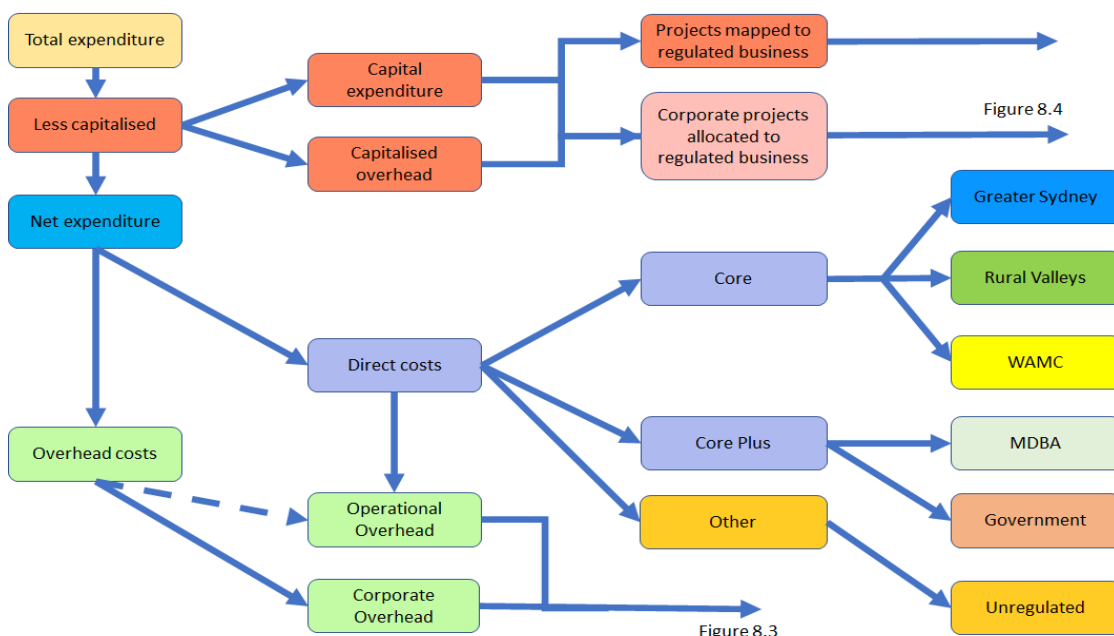 Total expenditure
Projects mapped to
regulated business
Capital
expenditure
Less capitalised
Figure 8.4
Corporate projects
allocated to
regulated business
Capitalised
overhead
Net expenditure
Greater Sydney
Core
Rural Valleys
Direct costs
WAMC
Overhead costs
Core Plus
MDBA
Operational
Overhead
Other
Government
Corporate
Overhead
Unregulated
Figure 8.3